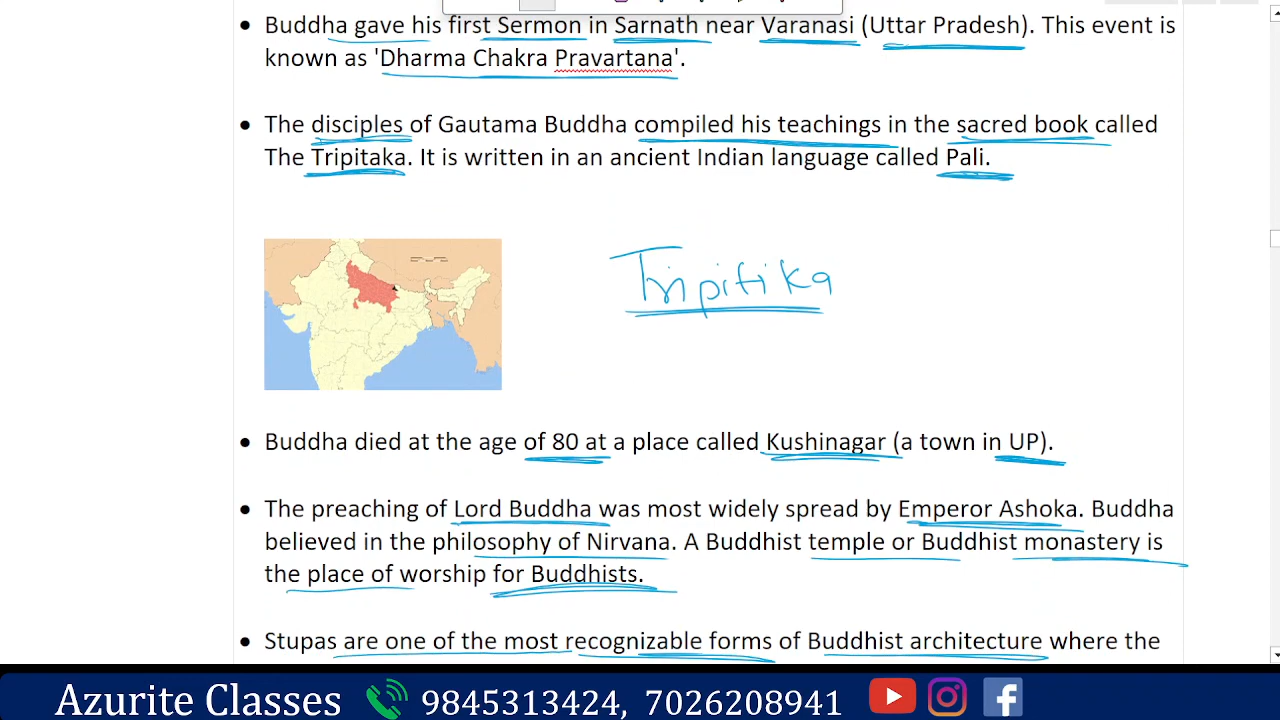 • Buddha gave his first Sermon in Sarnath near Varanasi (Uttar Pradesh). This event is
known as 'Dharma Chakra Pravartana'.
• The disciples of Gautama Buddha compiled his teachings in the sacred book called
The Tripitaka. It is written in an ancient Indian language called Pali.
Tripitika
• Buddha died at the age of 80 at a place called Kushinagar (a town in UP).
• The preaching of Lord Buddha was most widely spread by Emperor Ashoka. Buddha
believed in the philosophy of Nirvana. A Buddhist temple or Buddhist monastery is
the place of worship for Buddhists.
• Stupas are one of the most recognizable forms of Buddhist architecture where the
Azurite Classes 9845313424, 7026208941